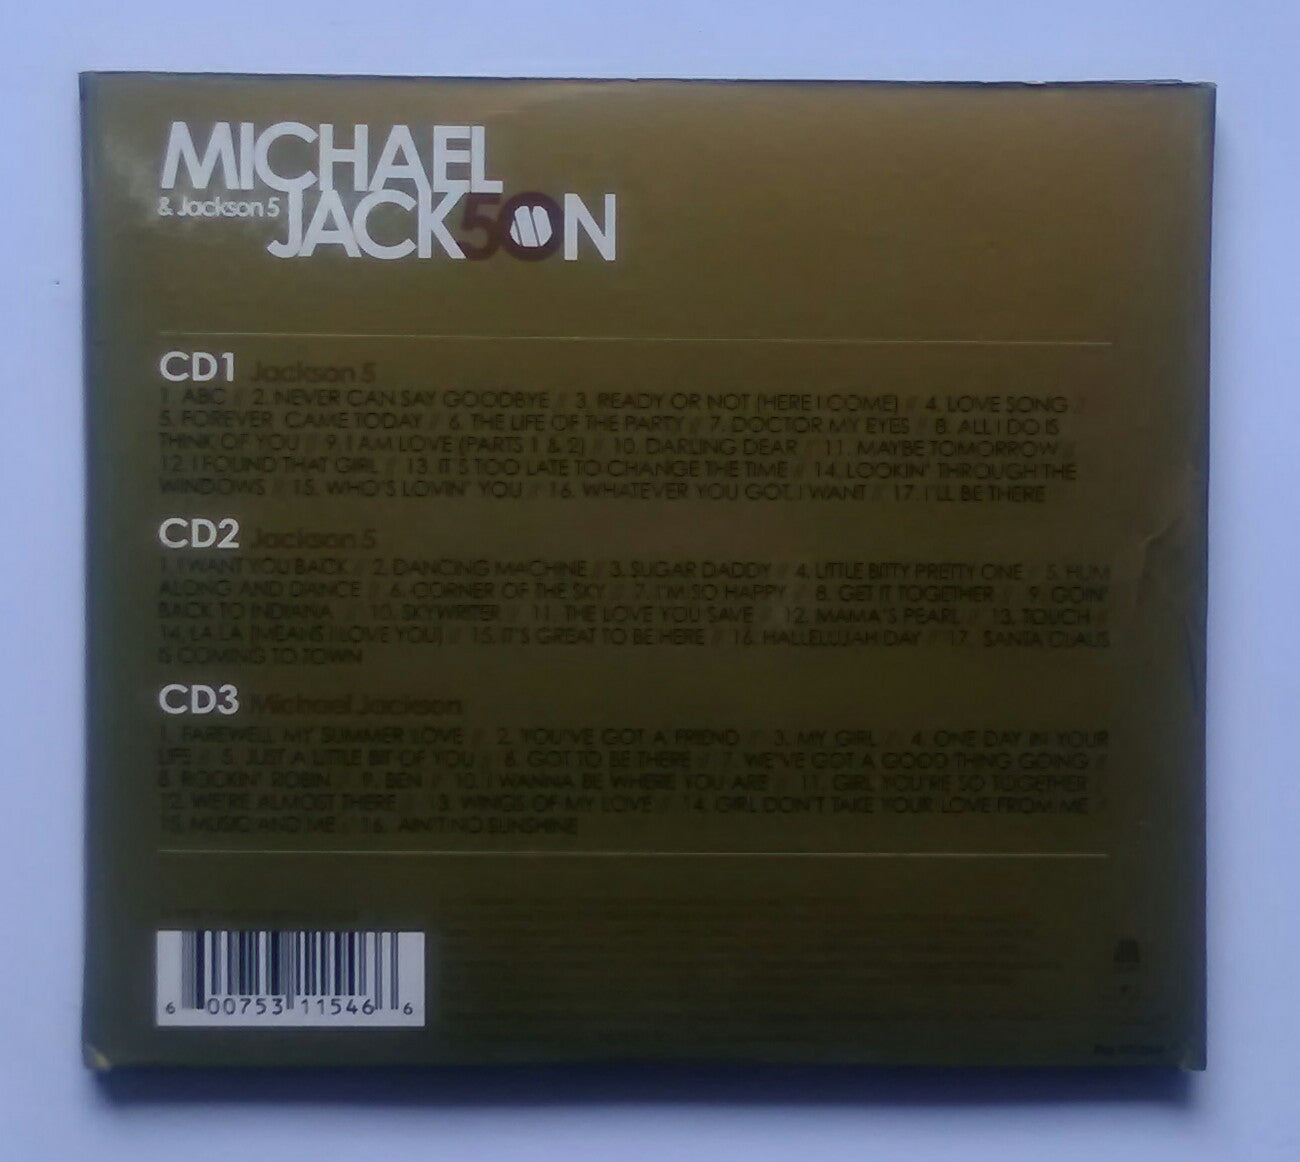 MICHAEL
& Jackson 5 JACK50N
CD1 Jackson 5
1. ABC // 2. NEVER CAN SAY GOODBYE // 3. READY OR NOT (HERE I COME) // 4. LOVE SONG //
5. FOREVER CAME TODAY // 6. THE LIFE OF THE PARTY // 7. DOCTOR MY EYES // 8. ALL I DO IS
THINK OF YOU // 9. I AM LOVE (PARTS 1 & 2) // 10. DARLING DEAR // 11. MAYBE TOMORROW //
12. I FOUND THAT GIRL // 13. IT'S TOO LATE TO CHANGE THE TIME // 14. LOOKIN' THROUGH THE
WINDOWS // 15. WHO'S LOVIN' YOU // 16. WHATEVER YOU GOT, I WANT // 17. I'LL BE THERE
CD2 Jackson 5
1. I WANT YOU BACK // 2. DANCING MACHINE // 3. SUGAR DADDY // 4. LITTLE BITTY PRETTY ONE // 5. HUM
ALONG AND DANCE // 6. CORNER OF THE SKY // 7. I'M SO HAPPY // 8. GET IT TOGETHER // 9. GOIN'
BACK TO INDIANA // 10. SKYWRITER // 11. THE LOVE YOU SAVE // 12. MAMA'S PEARL // 13. TOUCH //
14. LA LA (MEANS I LOVE YOU) // 15. IT'S GREAT TO BE HERE // 16. HALLELUJAH DAY // 17. SANTA CLAUS
IS COMING TO TOWN
CD3 Michael Jackson
1. FAREWELL MY SUMMER LOVE // 2. YOU'VE GOT A FRIEND // 3. MY GIRL // 4. ONE DAY IN YOUR
LIFE // 5. JUST A LITTLE BIT OF YOU // 6. GOT TO BE THERE // 7. WE'VE GOT A GOOD THING GOING //
8. ROCKIN' ROBIN // 9. BEN // 10. I WANNA BE WHERE YOU ARE // 11. GIRL YOU'RE SO TOGETHER //
12. WE'RE ALMOST THERE // 13. WINGS OF MY LOVE // 14. GIRL DON'T TAKE YOUR LOVE FROM ME //
15. MUSIC AND ME // 16. AIN'T NO SUNSHINE
6 00753 11546 6